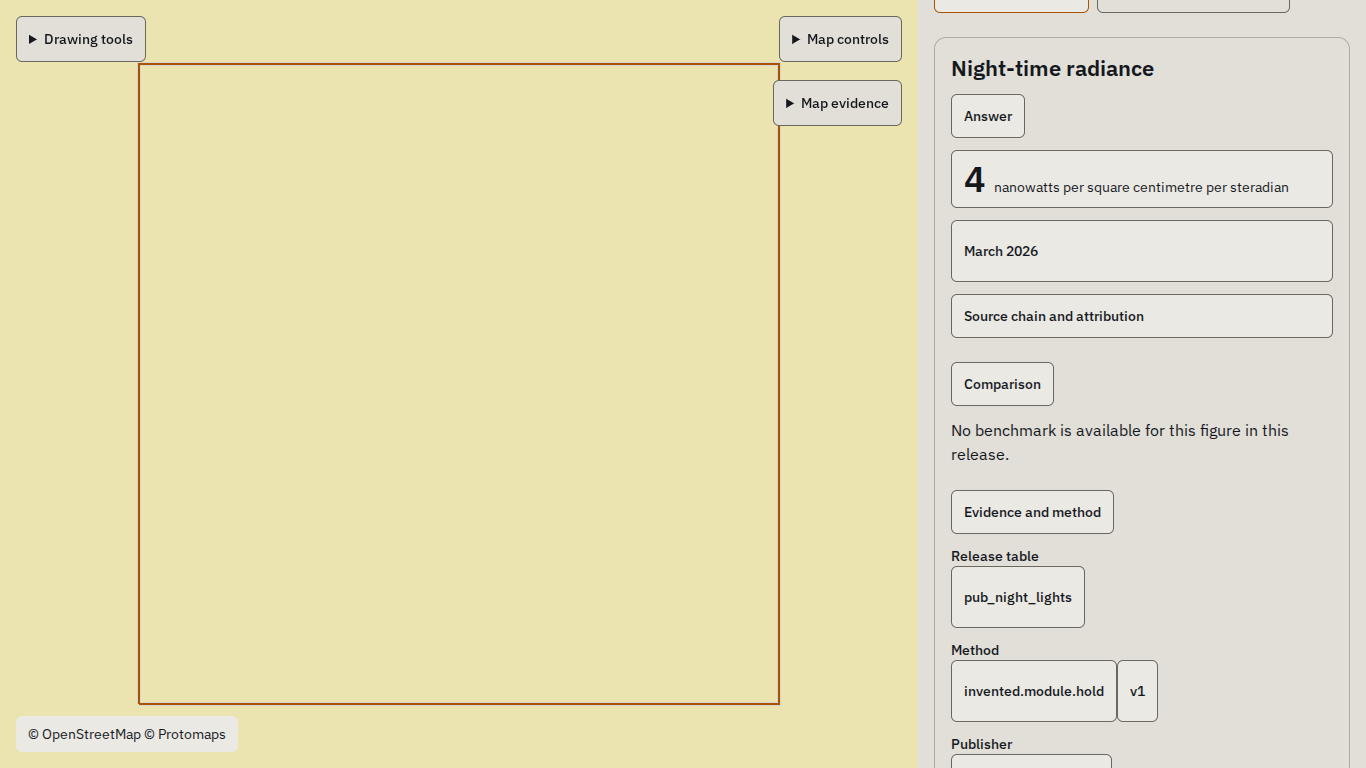 Drawing tools
Map controls
Map evidence
© OpenStreetMap © Protomaps
Night-time radiance
Answer
4 nanowatts per square centimetre per steradian
March 2026
Source chain and attribution
Comparison
No benchmark is available for this figure in this
release.
Evidence and method
Release table
pub_night_lights
Method
invented.module.hold v1
Publisher